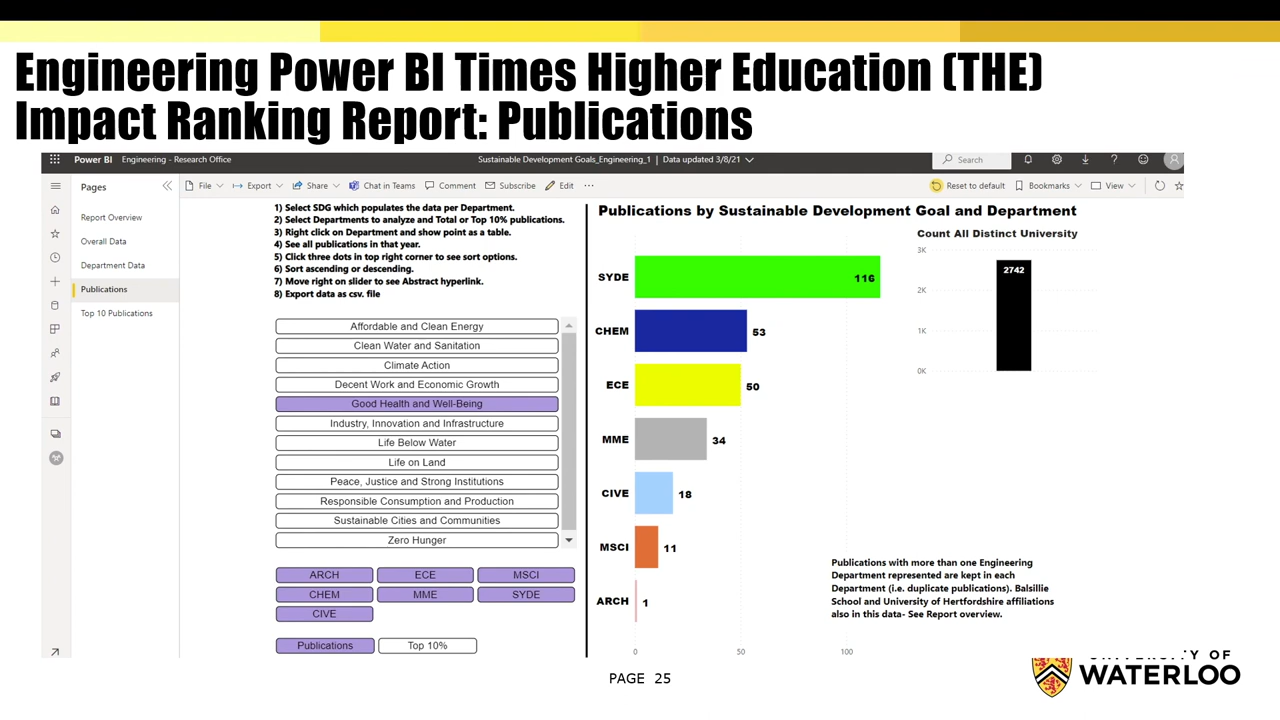 Engineering Power BI Times Higher Education (THE)
Impact Ranking Report: Publications
Power BI Engineering - Research Office
Sustainable Development Goals_Engineering_1 | Data updated 3/8/21
Search
Pages
File Export Share Chat in Teams Comment Subscribe Edit ...
Reset to default Bookmarks View
Report Overview
Overall Data
Department Data
Publications
Top 10 Publications
1) Select SDG which populates the data per Department.
2) Select Departments to analyze and Total or Top 10% publications.
3) Right click on Department and show point as a table.
4) See all publications in that year.
5) Click three dots in top right corner to see sort options.
6) Sort ascending or descending.
7) Move right on slider to see Abstract hyperlink.
8) Export data as csv. file
Affordable and Clean Energy
Clean Water and Sanitation
Climate Action
Decent Work and Economic Growth
Good Health and Well-Being
Industry, Innovation and Infrastructure
Life Below Water
Life on Land
Peace, Justice and Strong Institutions
Responsible Consumption and Production
Sustainable Cities and Communities
Zero Hunger
ARCH ECE MSCI
CHEM MME SYDE
CIVE
Publications Top 10%
Publications by Sustainable Development Goal and Department
SYDE 116
CHEM 53
ECE 50
MME 34
CIVE 18
MSCI 11
ARCH 1
0 50 100
Count All Distinct University
3K
2742
2K
1K
0K
Publications with more than one Engineering
Department represented are kept in each
Department (i.e. duplicate publications). Balsillie
School and University of Hertfordshire affiliations
also in this data- See Report overview.
PAGE 25
UNIVERSITY OF
WATERLOO